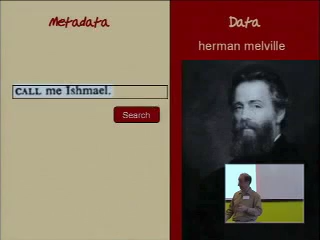 Metadata
Data
herman melville
CALL me Ishmael.
Search